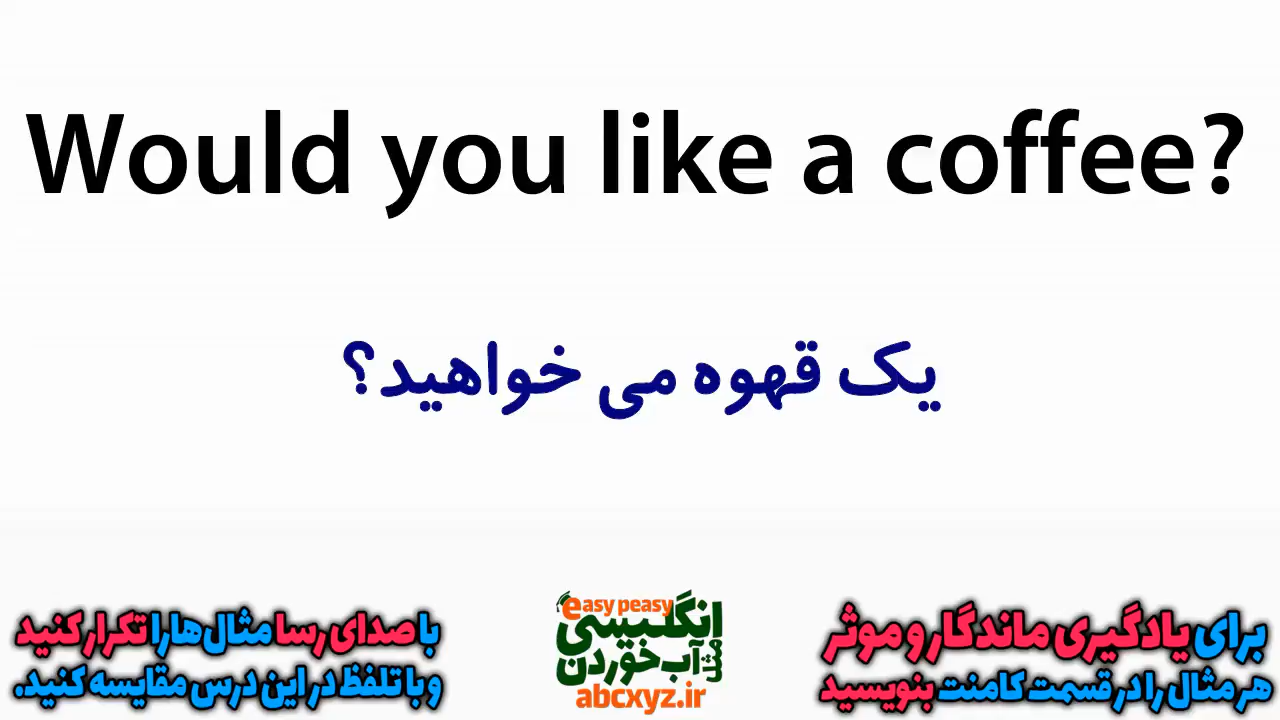 Would you like a coffee?
یک قهوه می خواهید؟
برای یادگیری ماندگار و موثر
هر مثال را در قسمت کامنت بنویسید
easy peasy
انگلیسی
مثل آب خوردن
abcxyz.ir
با صدای رسا مثال‌ها را تکرار کنید
و با تلفظ در این درس مقایسه کنید.